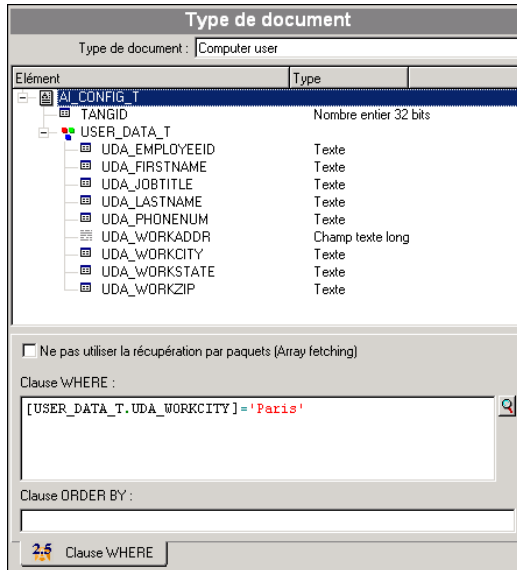 Type de document
Type de document : Computer user
Elément Type
AI_CONFIG_T
TANGID Nombre entier 32 bits
USER_DATA_T
UDA_EMPLOYEEID Texte
UDA_FIRSTNAME Texte
UDA_JOBTITLE Texte
UDA_LASTNAME Texte
UDA_PHONENUM Texte
UDA_WORKADDR Champ texte long
UDA_WORKCITY Texte
UDA_WORKSTATE Texte
UDA_WORKZIP Texte
Ne pas utiliser la récupération par paquets (Array fetching)
Clause WHERE :
[USER_DATA_T.UDA_WORKCITY]='Paris'
Clause ORDER BY :
2.5 Clause WHERE